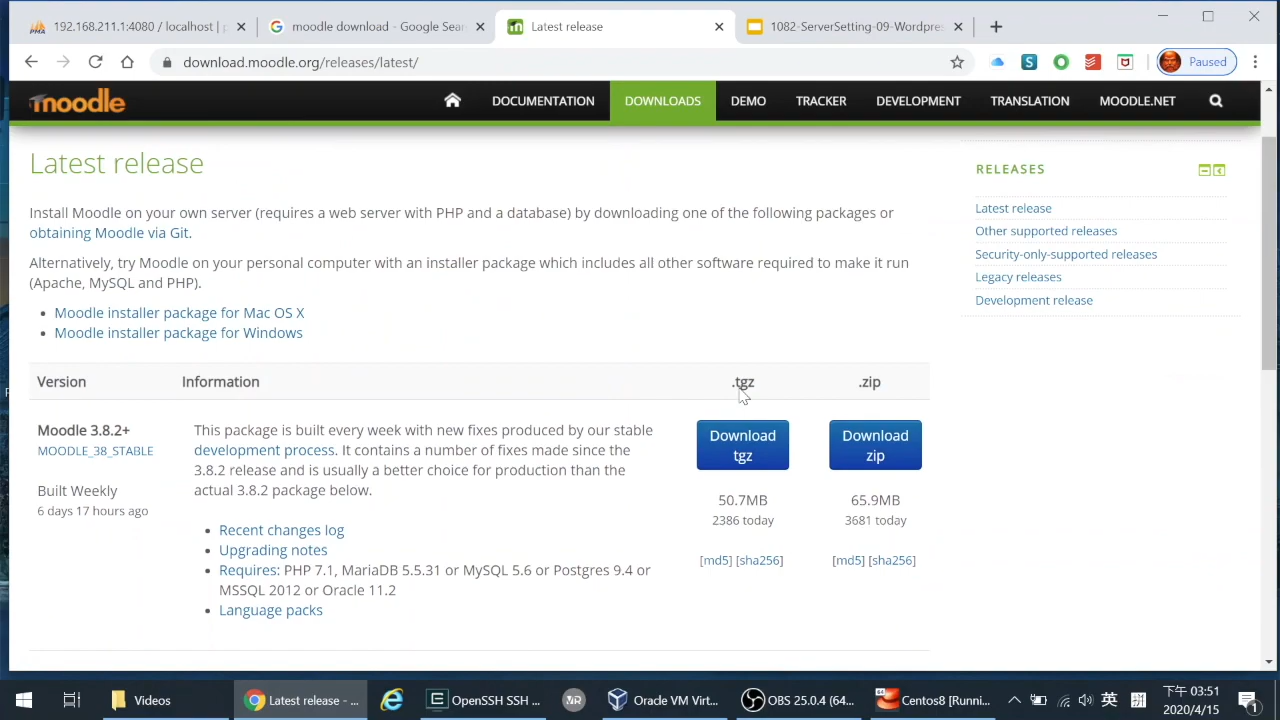 192.168.211.1:4080 / localhost | p
moodle download - Google Sear
Latest release
1082-ServerSetting-09-Wordpre
download.moodle.org/releases/latest/
Paused
moodle
DOCUMENTATION
DOWNLOADS
DEMO
TRACKER
DEVELOPMENT
TRANSLATION
MOODLE.NET
Latest release
Install Moodle on your own server (requires a web server with PHP and a database) by downloading one of the following packages or
obtaining Moodle via Git.
Alternatively, try Moodle on your personal computer with an installer package which includes all other software required to make it run
(Apache, MySQL and PHP).
Moodle installer package for Mac OS X
Moodle installer package for Windows
RELEASES
Latest release
Other supported releases
Security-only-supported releases
Legacy releases
Development release
Version Information .tgz .zip
Moodle 3.8.2+
MOODLE_38_STABLE
Built Weekly
6 days 17 hours ago
This package is built every week with new fixes produced by our stable
development process. It contains a number of fixes made since the
3.8.2 release and is usually a better choice for production than the
actual 3.8.2 package below.
Recent changes log
Upgrading notes
Requires: PHP 7.1, MariaDB 5.5.31 or MySQL 5.6 or Postgres 9.4 or
MSSQL 2012 or Oracle 11.2
Language packs
Download
tgz
50.7MB
2386 today
[md5] [sha256]
Download
zip
65.9MB
3681 today
[md5] [sha256]
Videos
Latest release - ...
OpenSSH SSH ...
Oracle VM Virt...
OBS 25.0.4 (64...
Centos8 [Runni...
英
下午 03:51
2020/4/15
1